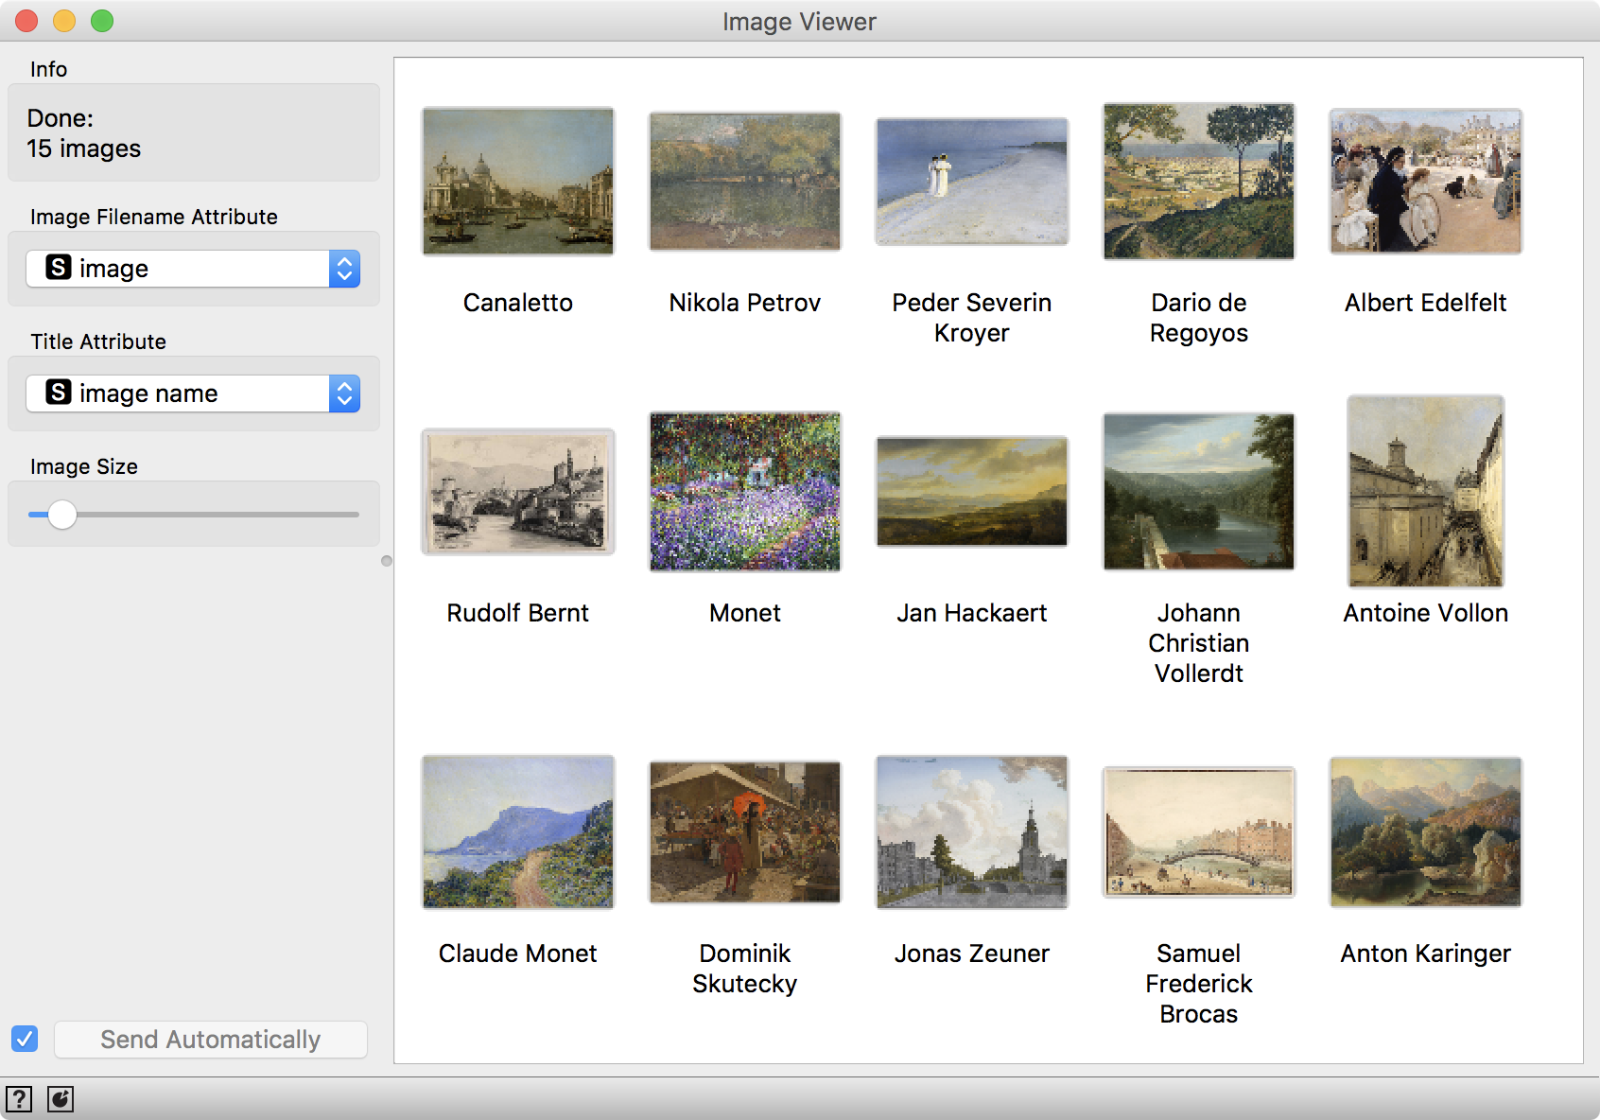 Image Viewer
Info
Done:
15 images
Image Filename Attribute
S image
Title Attribute
S image name
Image Size
Send Automatically
?
Canaletto
Nikola Petrov
Peder Severin
Kroyer
Dario de
Regoyos
Albert Edelfelt
Rudolf Bernt
Monet
Jan Hackaert
Johann
Christian
Vollerdt
Antoine Vollon
Claude Monet
Dominik
Skutecky
Jonas Zeuner
Samuel
Frederick
Brocas
Anton Karinger